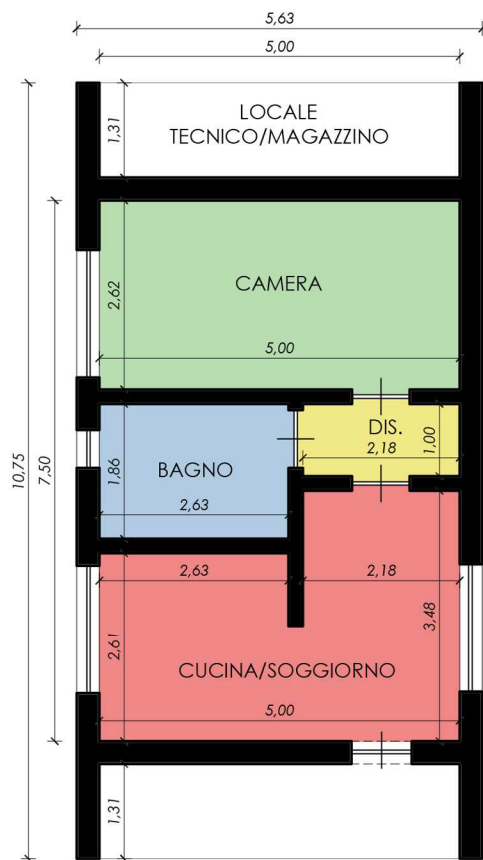 5,63
5,00
LOCALE
TECNICO/MAGAZZINO
1,31
CAMERA
2,62
5,00
10,75
7,50
DIS.
2,18
1,00
BAGNO
1,86
2,63
2,63
2,18
2,61
3,48
CUCINA/SOGGIORNO
5,00
1,31